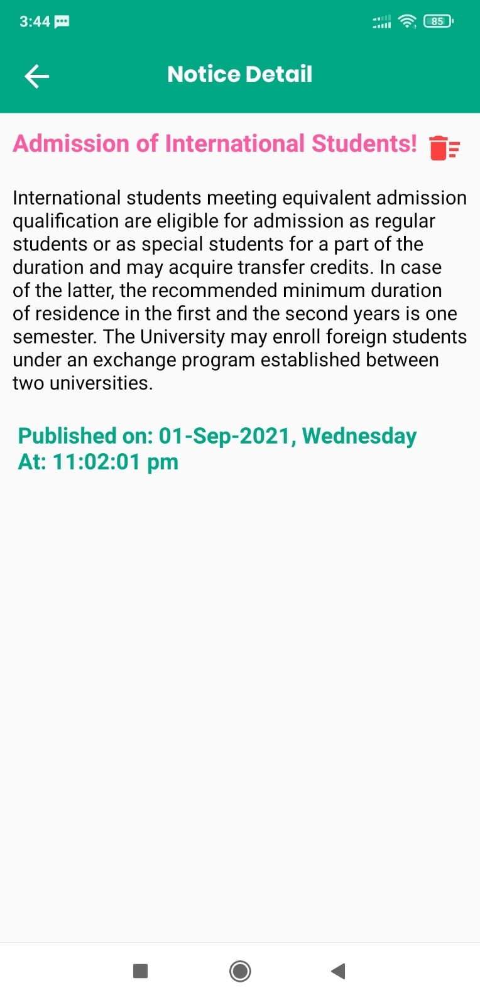 3:44
85
Notice Detail
Admission of International Students!
International students meeting equivalent admission
qualification are eligible for admission as regular
students or as special students for a part of the
duration and may acquire transfer credits. In case
of the latter, the recommended minimum duration
of residence in the first and the second years is one
semester. The University may enroll foreign students
under an exchange program established between
two universities.
Published on: 01-Sep-2021, Wednesday
At: 11:02:01 pm